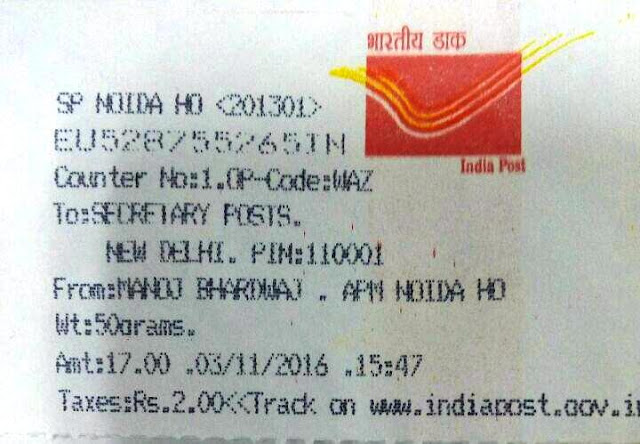 भारतीय डाक
India Post
SP NOIDA HO <201301>
EU528755265IN
Counter No:1,OP-Code:WAZ
To:SECRETARY POSTS.
NEW DELHI. PIN:110001
From:MANOJ BHARDWAJ . APM NOIDA HO
Wt:50grams.
Amt:17.00 .03/11/2016 .15:47
Taxes:Rs.2.00<<Track on www.indiapost.gov.in